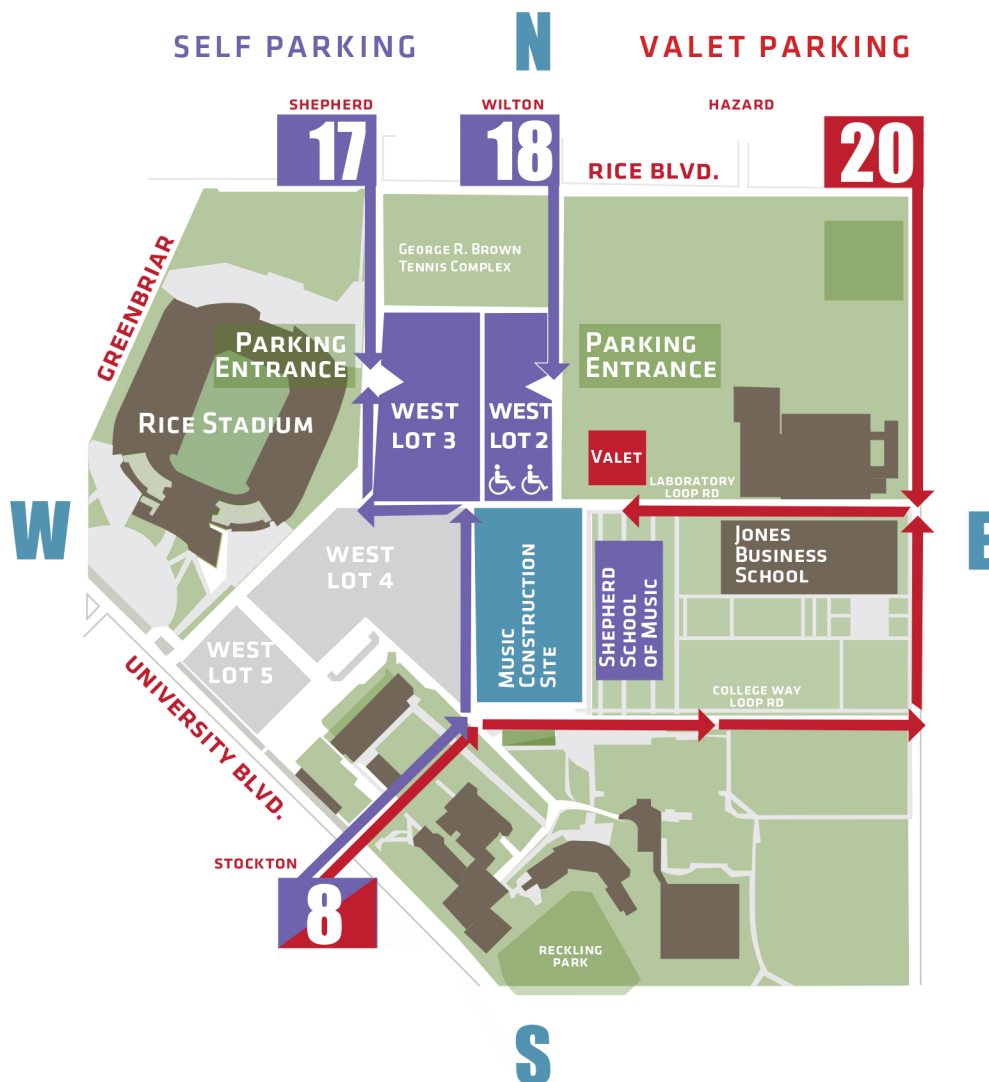 SELF PARKING
N
VALET PARKING
SHEPHERD
WILTON
HAZARD
17
18
20
RICE BLVD.
GREENBRIAR
GEORGE R. BROWN
TENNIS COMPLEX
PARKING
ENTRANCE
PARKING
ENTRANCE
RICE STADIUM
WEST
LOT 3
WEST
LOT 2
VALET
LABORATORY
LOOP RD
W
E
WEST
LOT 4
MUSIC
CONSTRUCTION
SITE
SHEPHERD
SCHOOL
OF MUSIC
JONES
BUSINESS
SCHOOL
WEST
LOT 5
COLLEGE WAY
LOOP RD
UNIVERSITY BLVD.
STOCKTON
8
RECKLING
PARK
S